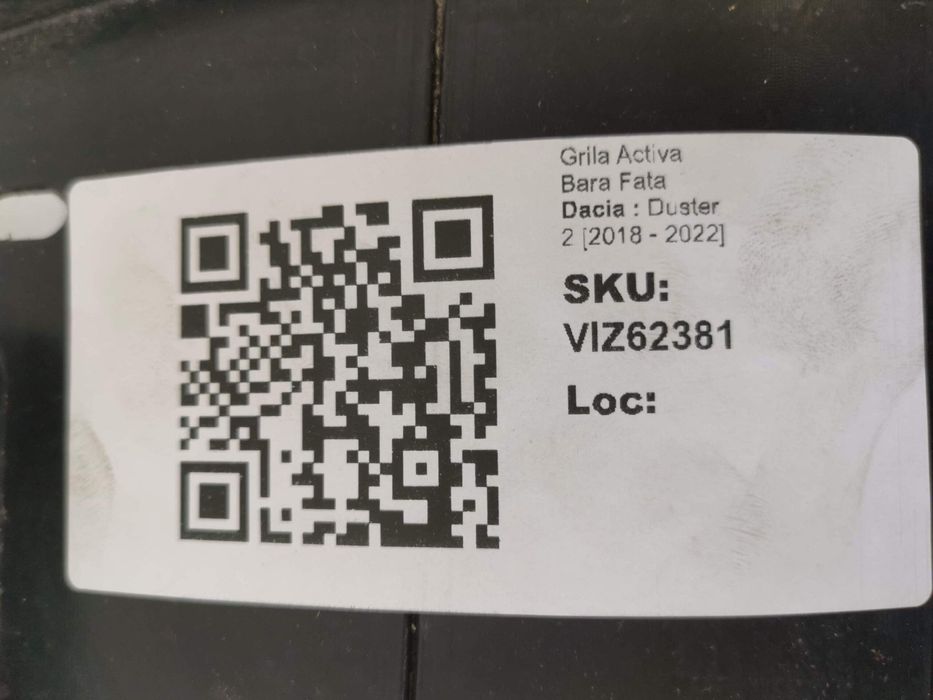 Grila Activa
Bara Fata
Dacia : Duster
2 [2018 - 2022]
SKU:
VIZ62381
Loc: